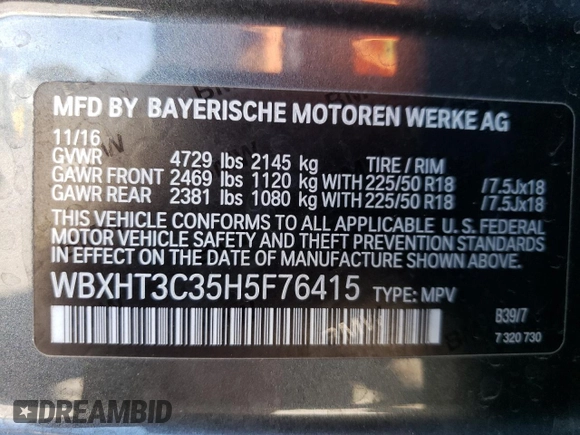 MFD BY BAYERISCHE MOTOREN WERKE AG
11/16
GVWR 4729 lbs 2145 kg TIRE / RIM
GAWR FRONT 2469 lbs 1120 kg WITH 225/50 R18 /7.5Jx18
GAWR REAR 2381 lbs 1080 kg WITH 225/50 R18 /7.5Jx18
THIS VEHICLE CONFORMS TO ALL APPLICABLE U. S. FEDERAL
MOTOR VEHICLE SAFETY AND THEFT PREVENTION STANDARDS
IN EFFECT ON THE DATE OF MANUFACTURE SHOWN ABOVE.
WBXHT3C35H5F76415 TYPE: MPV
B39/7
7 320 730
DREAMBID